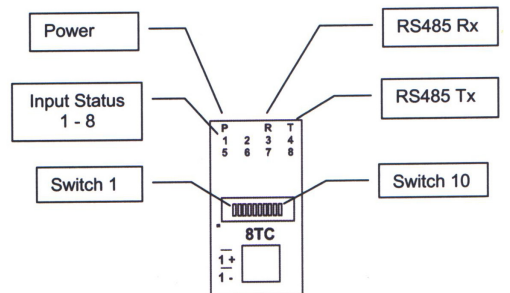 Power
RS485 Rx
Input Status
1 - 8
RS485 Tx
P R T
1 2 3 4
5 6 7 8
Switch 1
Switch 10
8TC
1 +
1 -